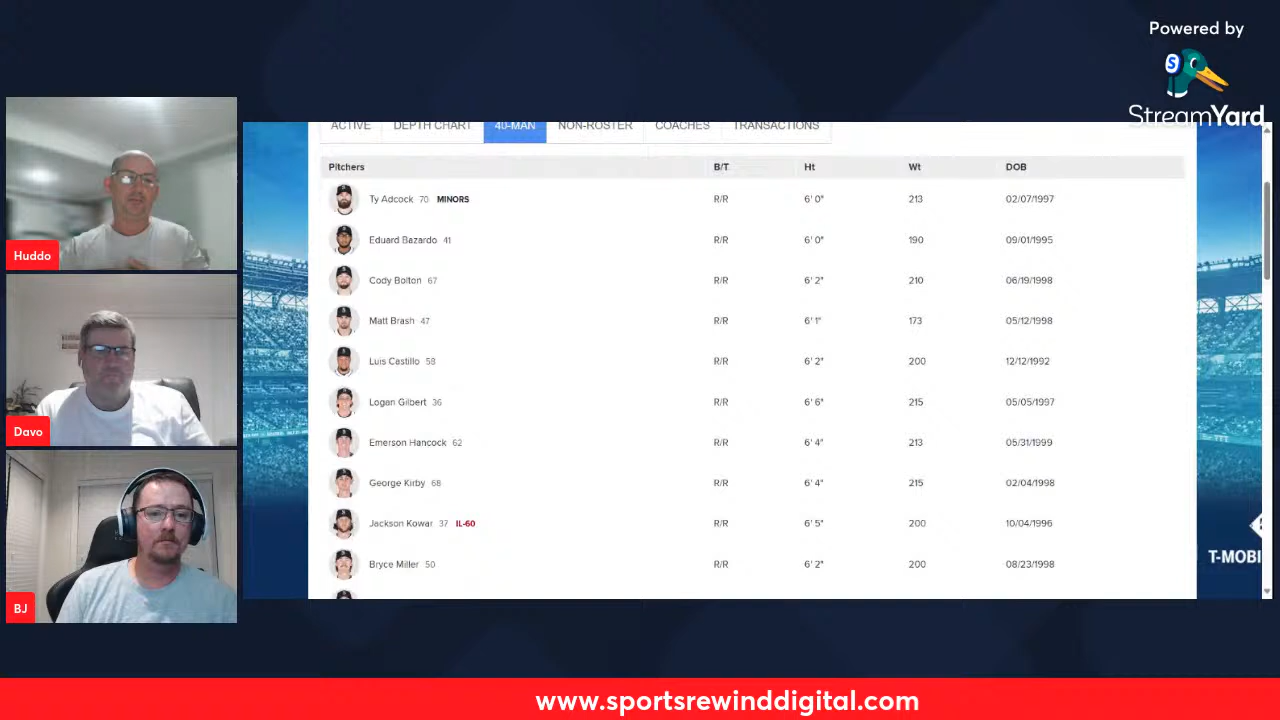 Powered by
S
StreamYard
ACTIVE DEPTH CHART 40-MAN NON-ROSTER COACHES TRANSACTIONS
Pitchers B/T Ht Wt DOB
Ty Adcock 70 MINORS R/R 6' 0" 213 02/07/1997
Eduard Bazardo 41 R/R 6' 0" 190 09/01/1995
Cody Bolton 67 R/R 6' 2" 210 06/19/1998
Matt Brash 47 R/R 6' 1" 173 05/12/1998
Luis Castillo 58 R/R 6' 2" 200 12/12/1992
Logan Gilbert 36 R/R 6' 6" 215 05/05/1997
Emerson Hancock 62 R/R 6' 4" 213 05/31/1999
George Kirby 68 R/R 6' 4" 215 02/04/1998
Jackson Kowar 37 IL-60 R/R 6' 5" 200 10/04/1996
Bryce Miller 50 R/R 6' 2" 200 08/23/1998
T-MOBI
Huddo
Davo
BJ
www.sportsrewinddigital.com